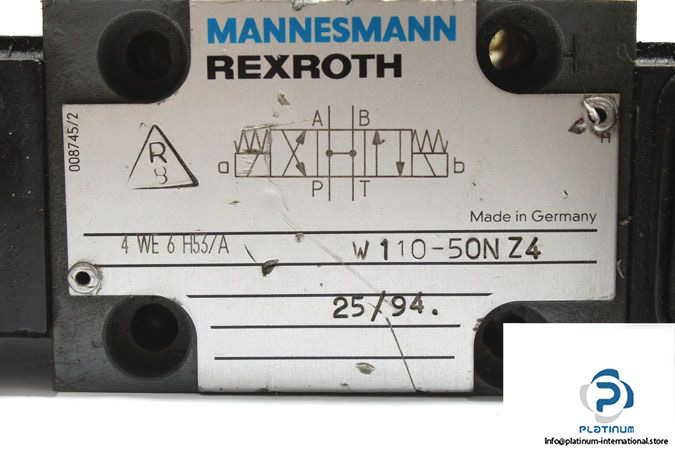 MANNESMANN
REXROTH
008745/2
A B
R
8
a b
P T
Made in Germany
4 WE 6 H53/A W 110-50N Z4
25/94.
PLATINUM
Info@platinum-international.store